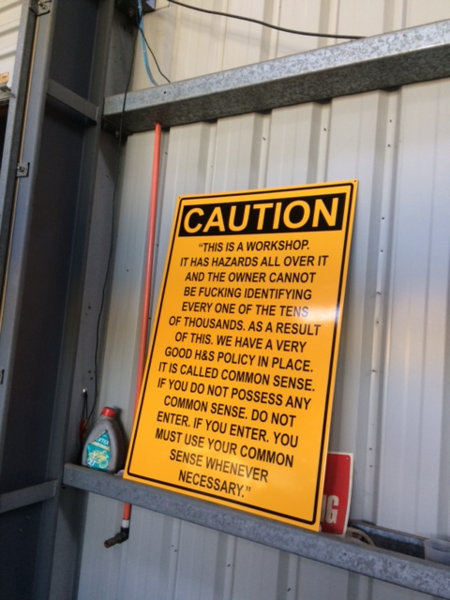 CAUTION
"THIS IS A WORKSHOP.
IT HAS HAZARDS ALL OVER IT
AND THE OWNER CANNOT
BE FUCKING IDENTIFYING
EVERY ONE OF THE TENS
OF THOUSANDS. AS A RESULT
OF THIS. WE HAVE A VERY
GOOD H&S POLICY IN PLACE.
IT IS CALLED COMMON SENSE.
IF YOU DO NOT POSSESS ANY
COMMON SENSE. DO NOT
ENTER. IF YOU ENTER. YOU
MUST USE YOUR COMMON
SENSE WHENEVER
NECESSARY."